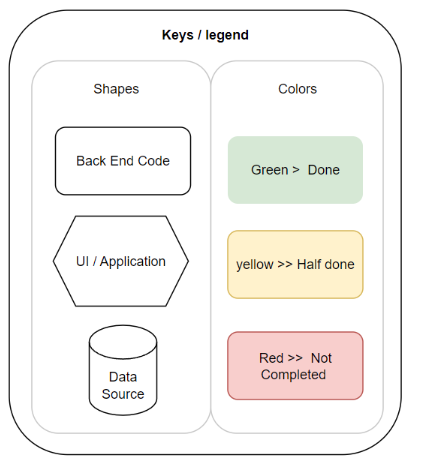 Keys / legend
Shapes
Back End Code
UI / Application
Data
Source
Colors
Green >  Done
yellow >> Half done
Red >>  Not
Completed